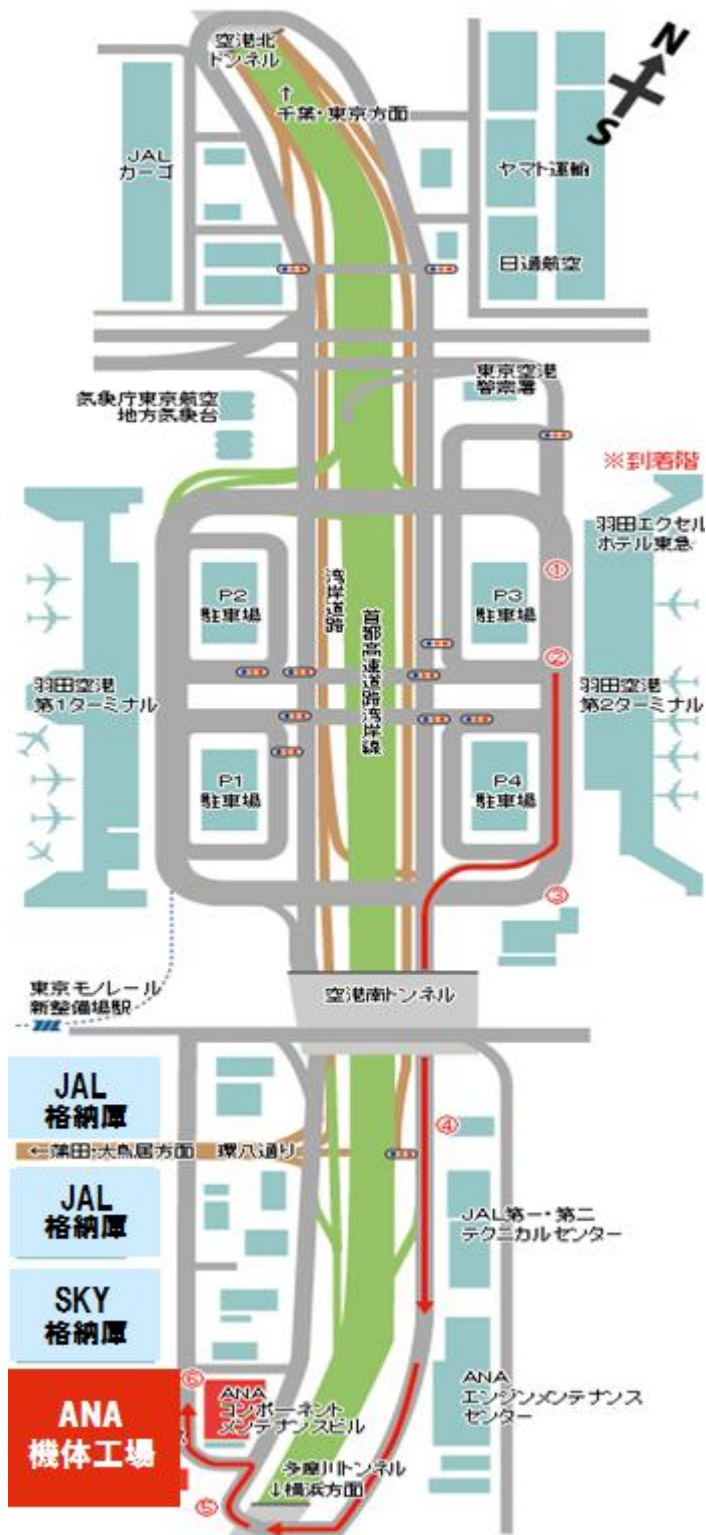 空港北
トンネル
N
S
↑
千葉・東京方面
JAL
カーゴ
ヤマト運輸
日通航空
東京空港
警察署
気象庁東京航空
地方気象台
※到着階
羽田エクセル
ホテル東急
①
P2
駐車場
湾岸道路
首都高速道路湾岸線
P3
駐車場
②
羽田空港
第1ターミナル
羽田空港
第2ターミナル
P1
駐車場
P4
駐車場
③
東京モノレール
新整備場駅
空港南トンネル
JAL
格納庫
④
←蒲田・大鳥居方面
環八通り
JAL
格納庫
JAL第一・第二
テクニカルセンター
SKY
格納庫
⑥
ANA
コンポーネント
メンテナンスビル
ANA
エンジンメンテナンス
センター
ANA
機体工場
多摩川トンネル
↓横浜方面
⑤